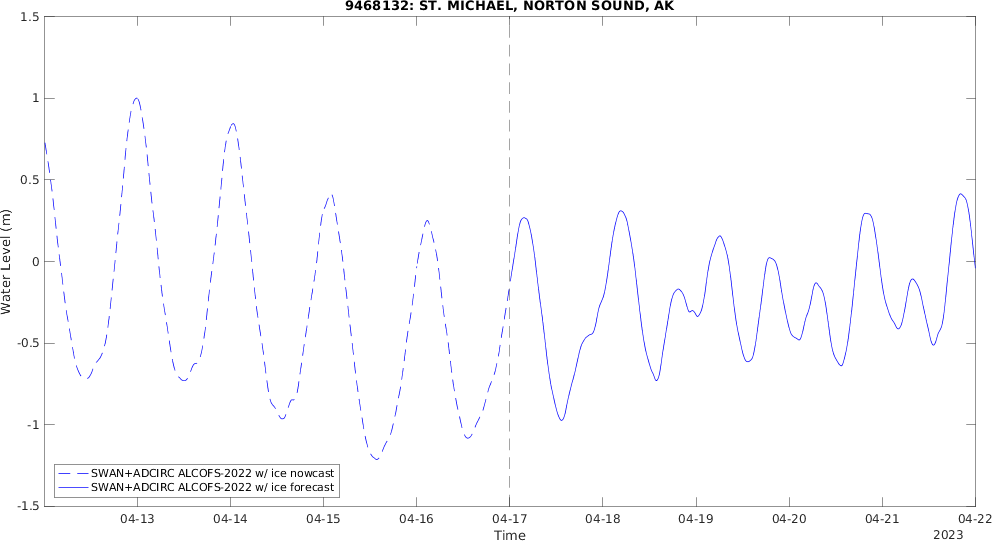 9468132: ST. MICHAEL, NORTON SOUND, AK
1.5
1
0.5
0
-0.5
-1
-1.5
Water Level (m)
SWAN+ADCIRC ALCOFS-2022 w/ ice nowcast
SWAN+ADCIRC ALCOFS-2022 w/ ice forecast
04-13 04-14 04-15 04-16 04-17 04-18 04-19 04-20 04-21 04-22
Time
2023